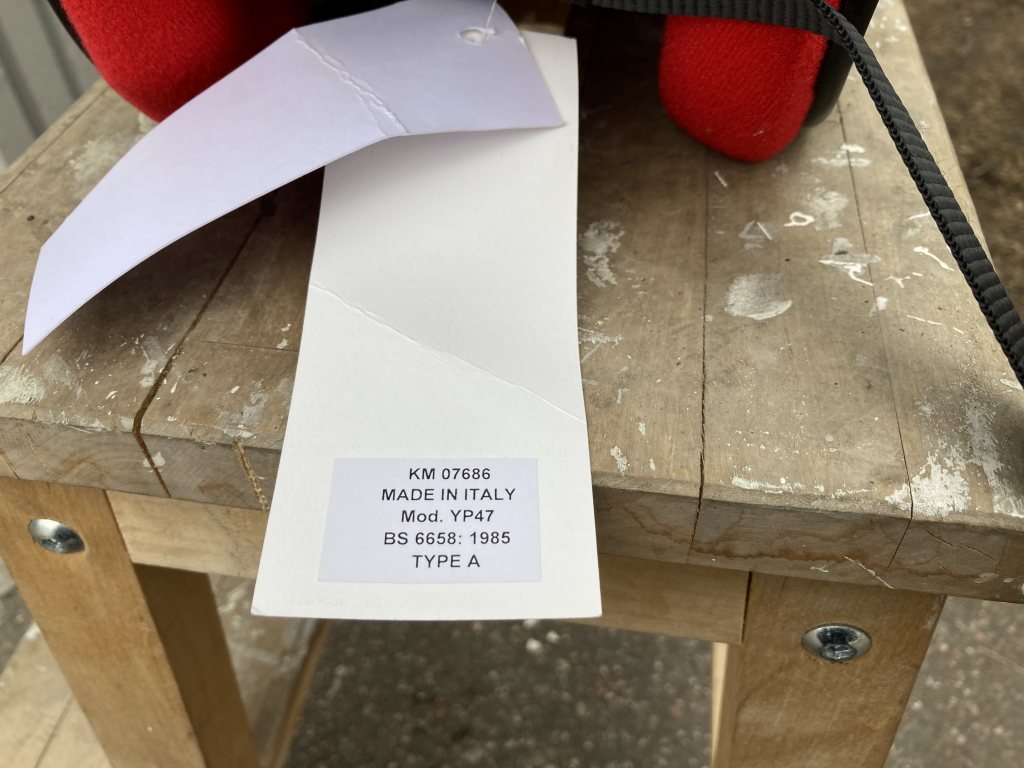 KM 07686
MADE IN ITALY
Mod. YP47
BS 6658: 1985
TYPE A